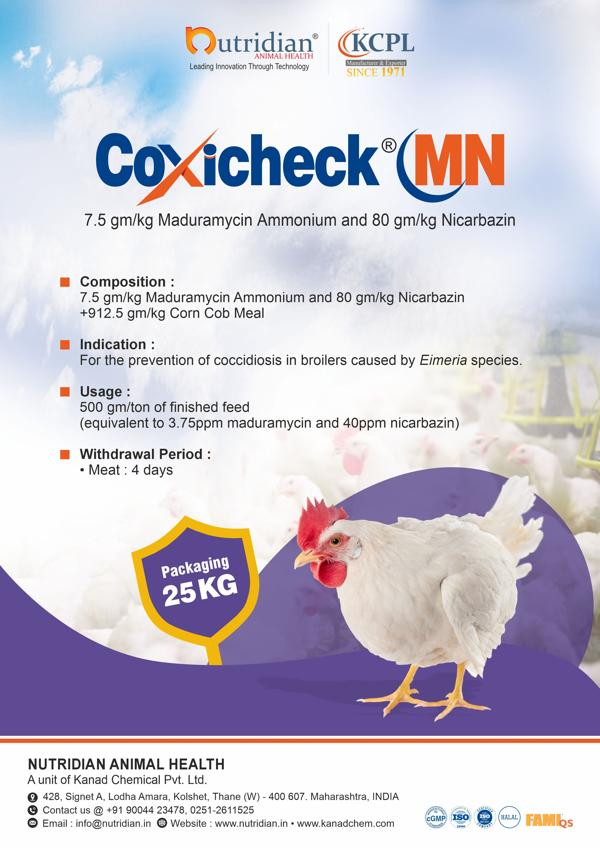 nutridian®
ANIMAL HEALTH
Leading Innovation Through Technology
KCPL
Manufacturer & Exporter
SINCE 1971
Coxicheck® MN
7.5 gm/kg Maduramycin Ammonium and 80 gm/kg Nicarbazin
Composition :
7.5 gm/kg Maduramycin Ammonium and 80 gm/kg Nicarbazin
+912.5 gm/kg Corn Cob Meal
Indication :
For the prevention of coccidiosis in broilers caused by Eimeria species.
Usage :
500 gm/ton of finished feed
(equivalent to 3.75ppm maduramycin and 40ppm nicarbazin)
Withdrawal Period :
• Meat : 4 days
Packaging
25 KG
NUTRIDIAN ANIMAL HEALTH
A unit of Kanad Chemical Pvt. Ltd.
428, Signet A, Lodha Amara, Kolshet, Thane (W) - 400 607. Maharashtra, INDIA
Contact us @ +91 90044 23478, 0251-2611525
Email : info@nutridian.in Website : www.nutridian.in • www.kanadchem.com
cGMP
ISO
ISO
HALAL
FAMI QS